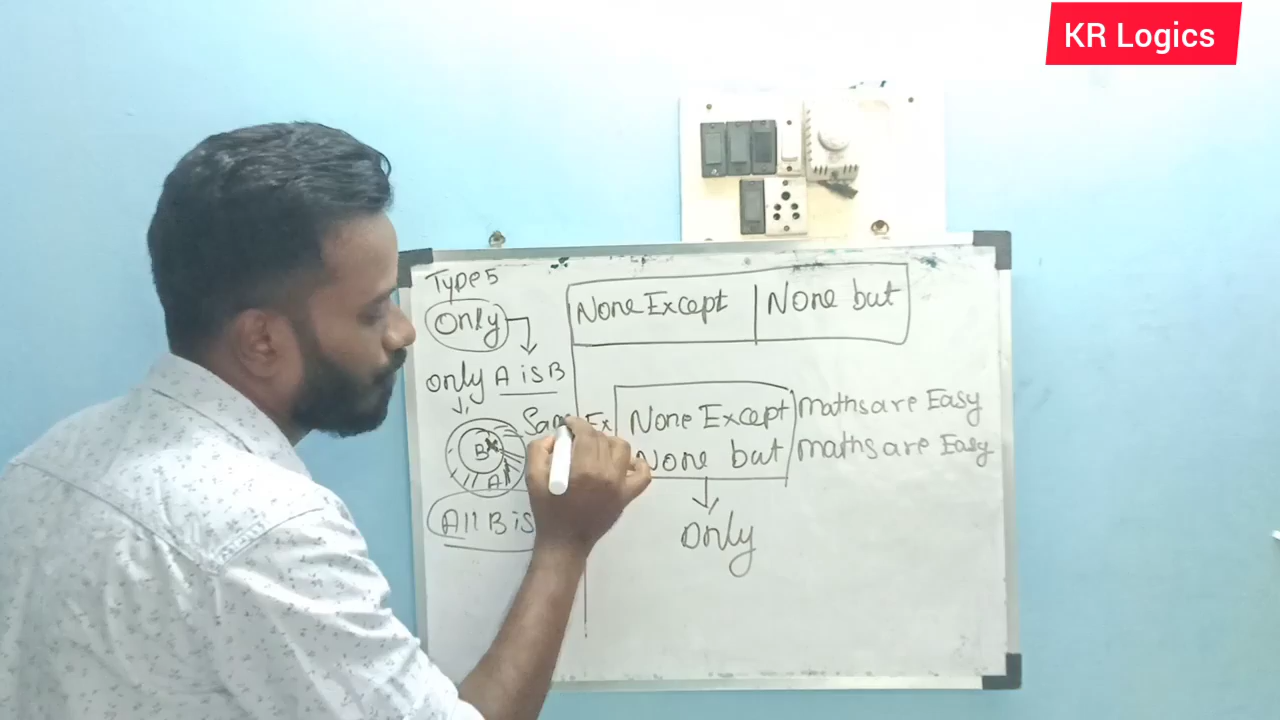 KR Logics
Type 5
Only
only A is B
B
A
All B is
None Except | None but
Ex None Except maths are Easy
None but maths are Easy
only